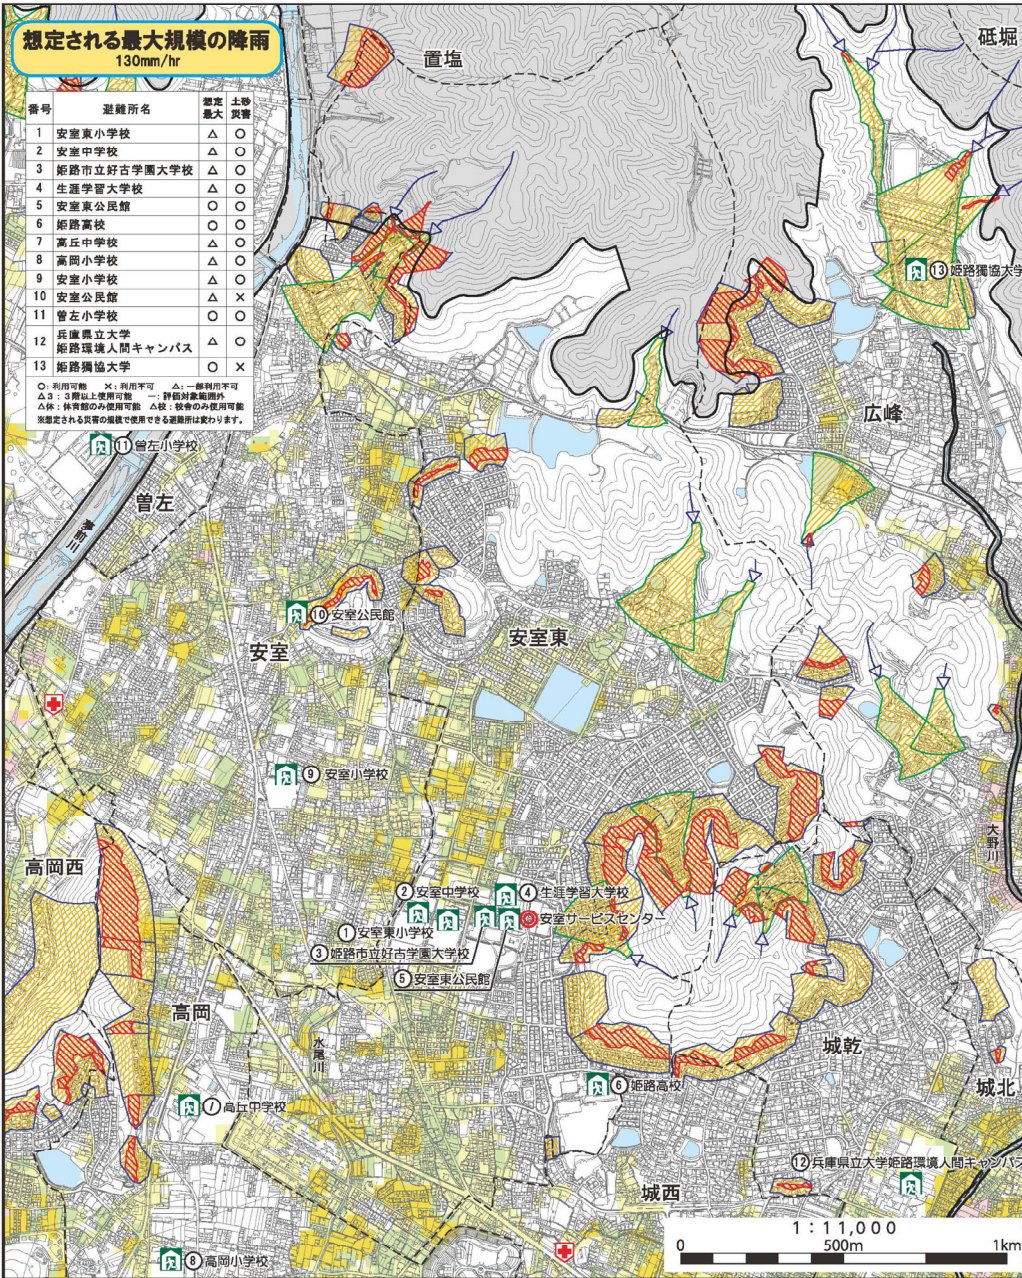 想定される最大規模の降雨
130mm/hr
番号 避難所名 想定最大 土砂災害
1 安室東小学校 △ ○
2 安室中学校 △ ○
3 姫路市立好古学園大学校 △ ○
4 生涯学習大学校 △ ○
5 安室東公民館 ○ ○
6 姫路高校 ○ ○
7 高丘中学校 △ ○
8 高岡小学校 △ ○
9 安室小学校 △ ○
10 安室公民館 △ ×
11 曽左小学校 ○ ○
12 兵庫県立大学
姫路環境人間キャンパス △ ○
13 姫路獨協大学 ○ ×
○:利用可能 ×:利用不可 △:一部利用不可
△3:3階以上使用可能 ー:評価対象範囲外
△体:体育館のみ使用可能 △校:校舎のみ使用可能
※想定される災害の規模で使用できる避難所は変わります。
置塩
砥堀
⑬姫路獨協大学
広峰
⑪曽左小学校
曽左
夢前川
⑩安室公民館
安室
安室東
⑨安室小学校
大野川
高岡西
②安室中学校
④生涯学習大学校
安室サービスセンター
①安室東小学校
③姫路市立好古学園大学校
⑤安室東公民館
高岡
水尾川
城乾
⑥姫路高校
城北
⑦高丘中学校
⑫兵庫県立大学姫路環境人間キャンパス
城西
⑧高岡小学校
1:11,000
0 500m 1km